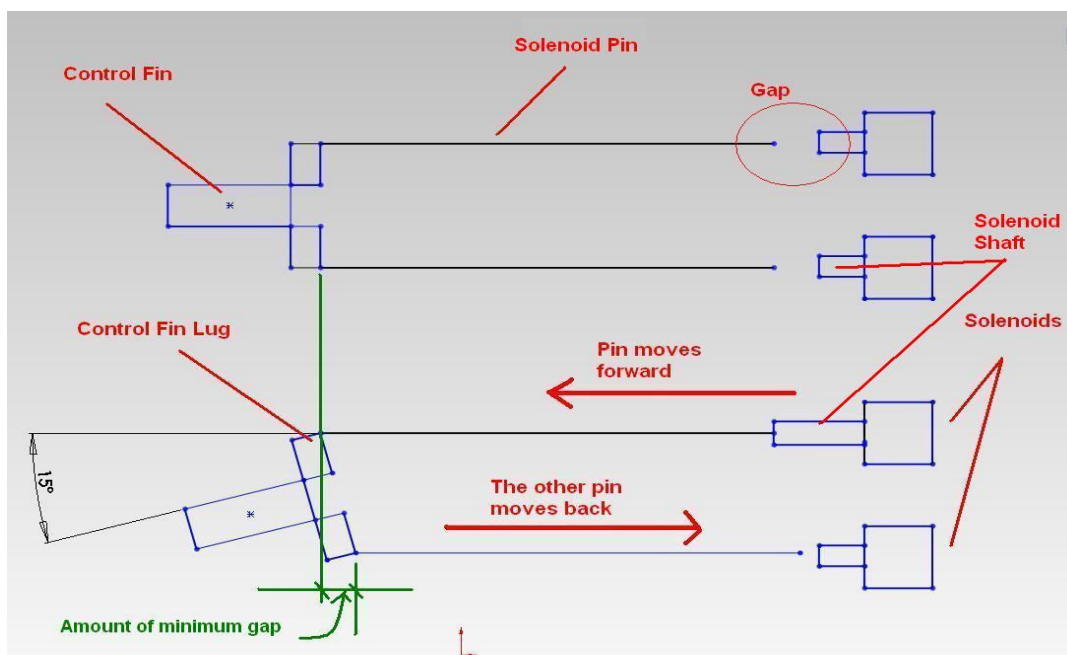 Solenoid Pin
Control Fin
Gap
Solenoid
Shaft
Control Fin Lug
Solenoids
Pin moves
forward
15°
The other pin
moves back
Amount of minimum gap